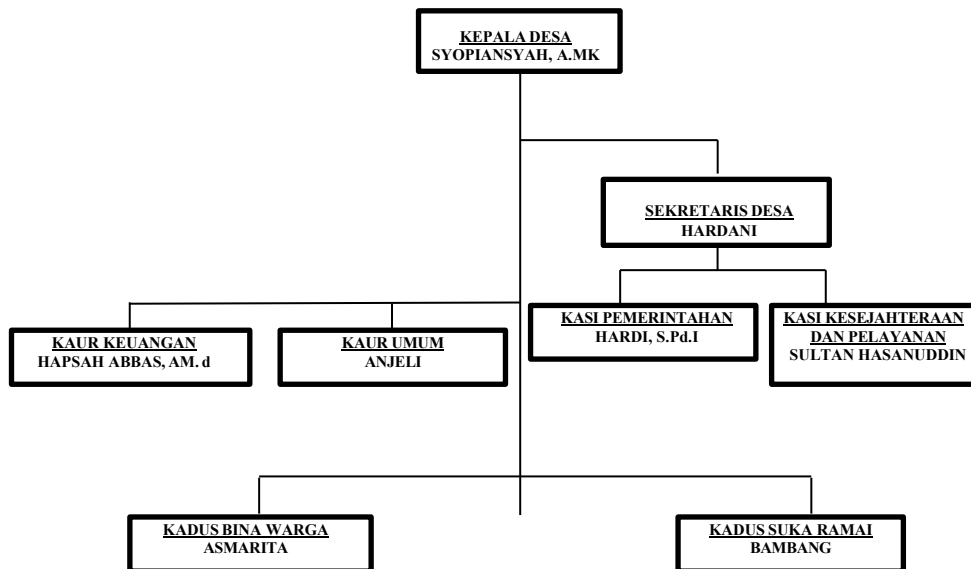 KEPALA DESA
SYOPIANSYAH, A.MK
SEKRETARIS DESA
HARDANI
KAUR KEUANGAN
HAPSAH ABBAS, AM. d
KAUR UMUM
ANJELI
KASI PEMERINTAHAN
HARDI, S.Pd.I
KASI KESEJAHTERAAN
DAN PELAYANAN
SULTAN HASANUDDIN
KADUS BINA WARGA
ASMARITA
KADUS SUKA RAMAI
BAMBANG